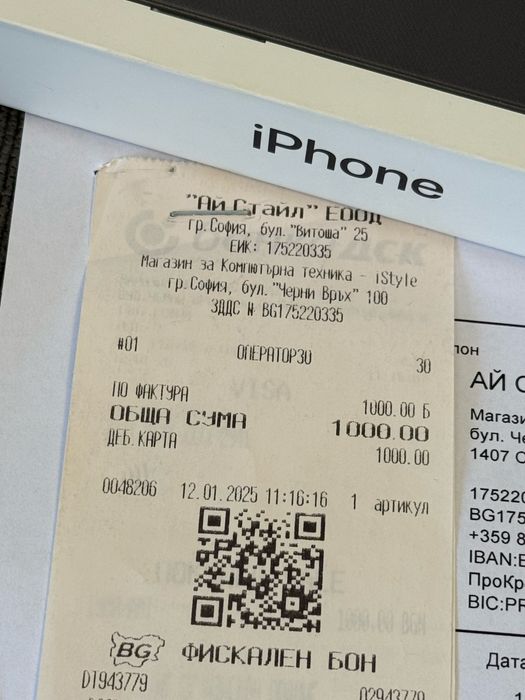 iPhone
"Ай Стайл" ЕООД
гр.София, бул."Витоша" 25
ЕИК: 175220335
Магазин за Компютърна техника - iStyle
гр.София, бул."Черни Връх" 100
ЗДДС N BG175220335
#01 ОПЕРАТОР30 30
ПО ФАКТУРА 1000.00 Б
ОБЩА СУМА 1000.00
ДЕБ.КАРТА 1000.00
0048206 12.01.2025 11:16:16 1 артикул
BG ФИСКАЛЕН БОН
DT943779 02943779
АЙ С
Магази
бул. Че
1407 С
175220
BG175
+359 8
IBAN:
ПроКр
BIC:PR
Дата